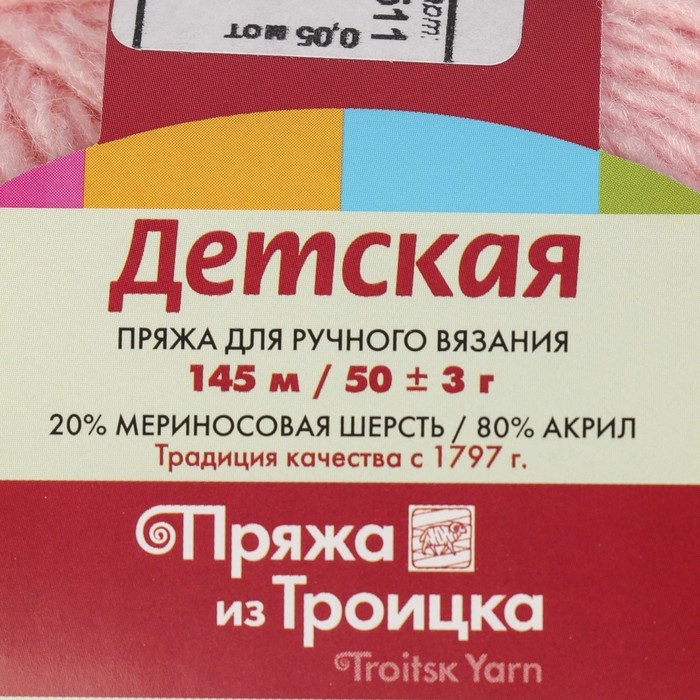 0,05 мот
511
Детская
ПРЯЖА ДЛЯ РУЧНОГО ВЯЗАНИЯ
145 м / 50 ± 3 г
20% МЕРИНОСОВАЯ ШЕРСТЬ / 80% АКРИЛ
Традиция качества с 1797 г.
Пряжа
из Троицка
Troitsk Yarn